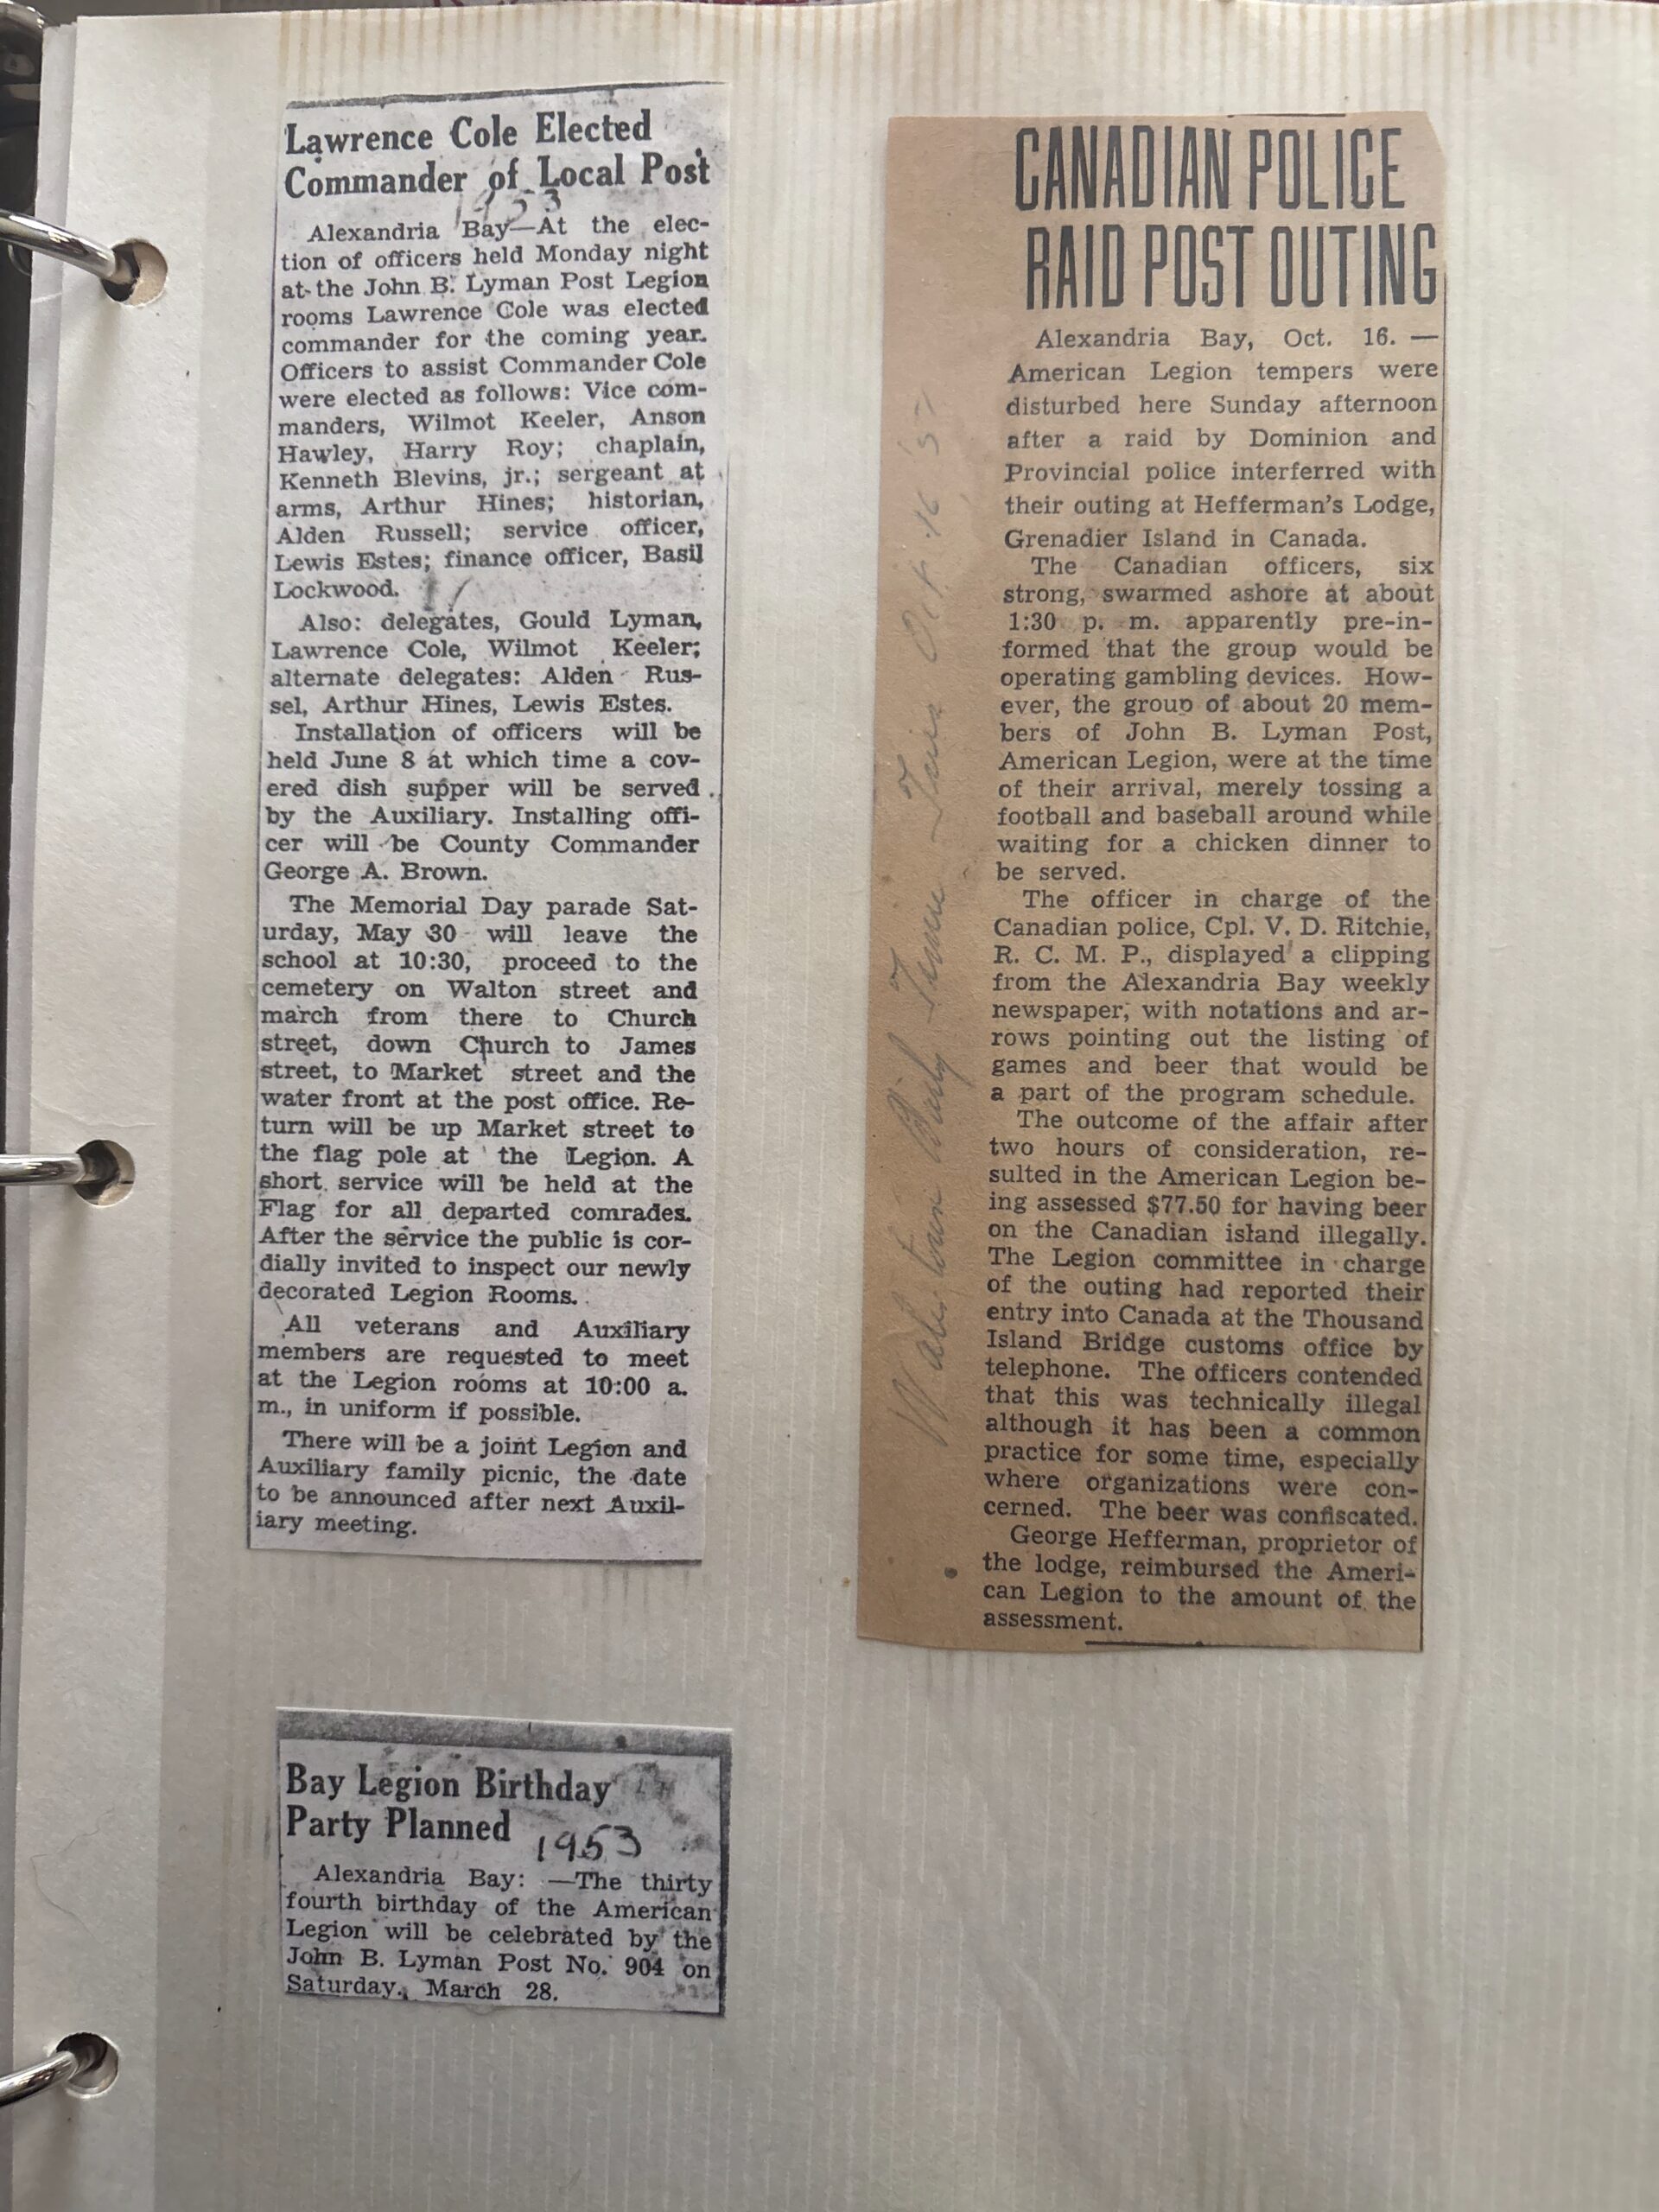 Lawrence Cole Elected
Commander of Local Post
1953
Alexandria Bay—At the elec-
tion of officers held Monday night
at the John B. Lyman Post Legion
rooms Lawrence Cole was elected
commander for the coming year.
Officers to assist Commander Cole
were elected as follows: Vice com-
manders, Wilmot Keeler, Anson
Hawley, Harry Roy; chaplain,
Kenneth Blevins, jr.; sergeant at
arms, Arthur Hines; historian,
Alden Russell; service officer,
Lewis Estes; finance officer, Basil
Lockwood.
Also: delegates, Gould Lyman,
Lawrence Cole, Wilmot Keeler;
alternate delegates: Alden Rus-
sel, Arthur Hines, Lewis Estes.
Installation of officers will be
held June 8 at which time a cov-
ered dish supper will be served
by the Auxiliary. Installing offi-
cer will be County Commander
George A. Brown.
The Memorial Day parade Sat-
urday, May 30 will leave the
school at 10:30, proceed to the
cemetery on Walton street and
march from there to Church
street, down Church to James
street, to Market street and the
water front at the post office. Re-
turn will be up Market street to
the flag pole at the Legion. A
short service will be held at the
Flag for all departed comrades.
After the service the public is cor-
dially invited to inspect our newly
decorated Legion Rooms.
All veterans and Auxiliary
members are requested to meet
at the Legion rooms at 10:00 a.
m., in uniform if possible.
There will be a joint Legion and
Auxiliary family picnic, the date
to be announced after next Auxil-
iary meeting.
Bay Legion Birthday
Party Planned
1953
Alexandria Bay: —The thirty
fourth birthday of the American
Legion will be celebrated by the
John B. Lyman Post No. 904 on
Saturday, March 28.
CANADIAN POLICE
RAID POST OUTING
Alexandria Bay, Oct. 16. —
American Legion tempers were
disturbed here Sunday afternoon
after a raid by Dominion and
Provincial police interferred with
their outing at Hefferman's Lodge,
Grenadier Island in Canada.
The Canadian officers, six
strong, swarmed ashore at about
1:30 p. m. apparently pre-in-
formed that the group would be
operating gambling devices. How-
ever, the group of about 20 mem-
bers of John B. Lyman Post,
American Legion, were at the time
of their arrival, merely tossing a
football and baseball around while
waiting for a chicken dinner to
be served.
The officer in charge of the
Canadian police, Cpl. V. D. Ritchie,
R. C. M. P., displayed a clipping
from the Alexandria Bay weekly
newspaper, with notations and ar-
rows pointing out the listing of
games and beer that would be
a part of the program schedule.
The outcome of the affair after
two hours of consideration, re-
sulted in the American Legion be-
ing assessed $77.50 for having beer
on the Canadian island illegally.
The Legion committee in charge
of the outing had reported their
entry into Canada at the Thousand
Island Bridge customs office by
telephone. The officers contended
that this was technically illegal
although it has been a common
practice for some time, especially
where organizations were con-
cerned. The beer was confiscated.
George Hefferman, proprietor of
the lodge, reimbursed the Ameri-
can Legion to the amount of the
assessment.
Watertown Daily Times Oct 16